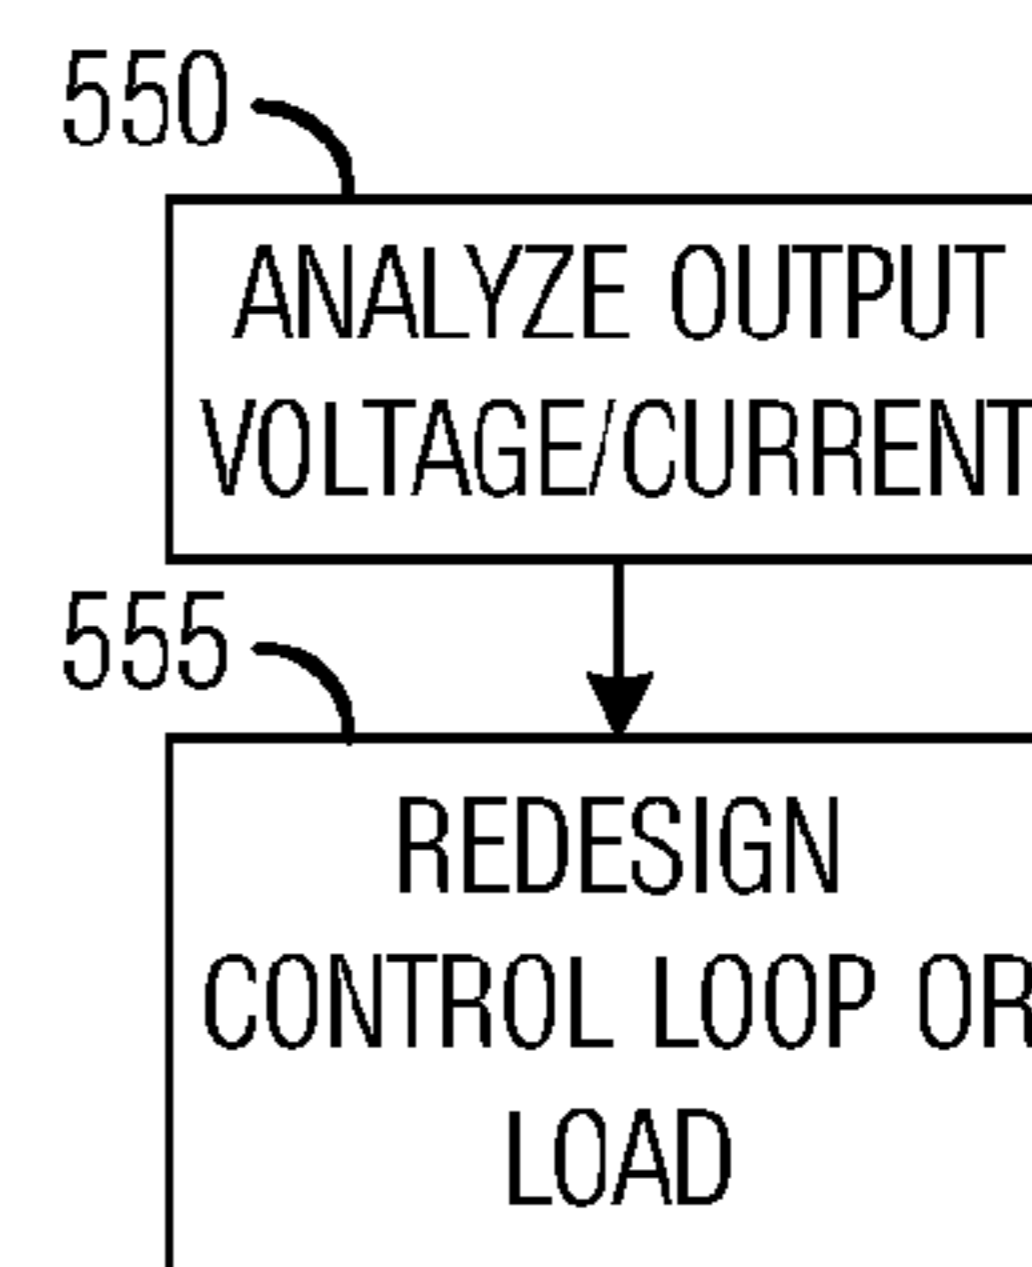 550
ANALYZE OUTPUT
VOLTAGE/CURRENT
555
REDESIGN
CONTROL LOOP OR
LOAD